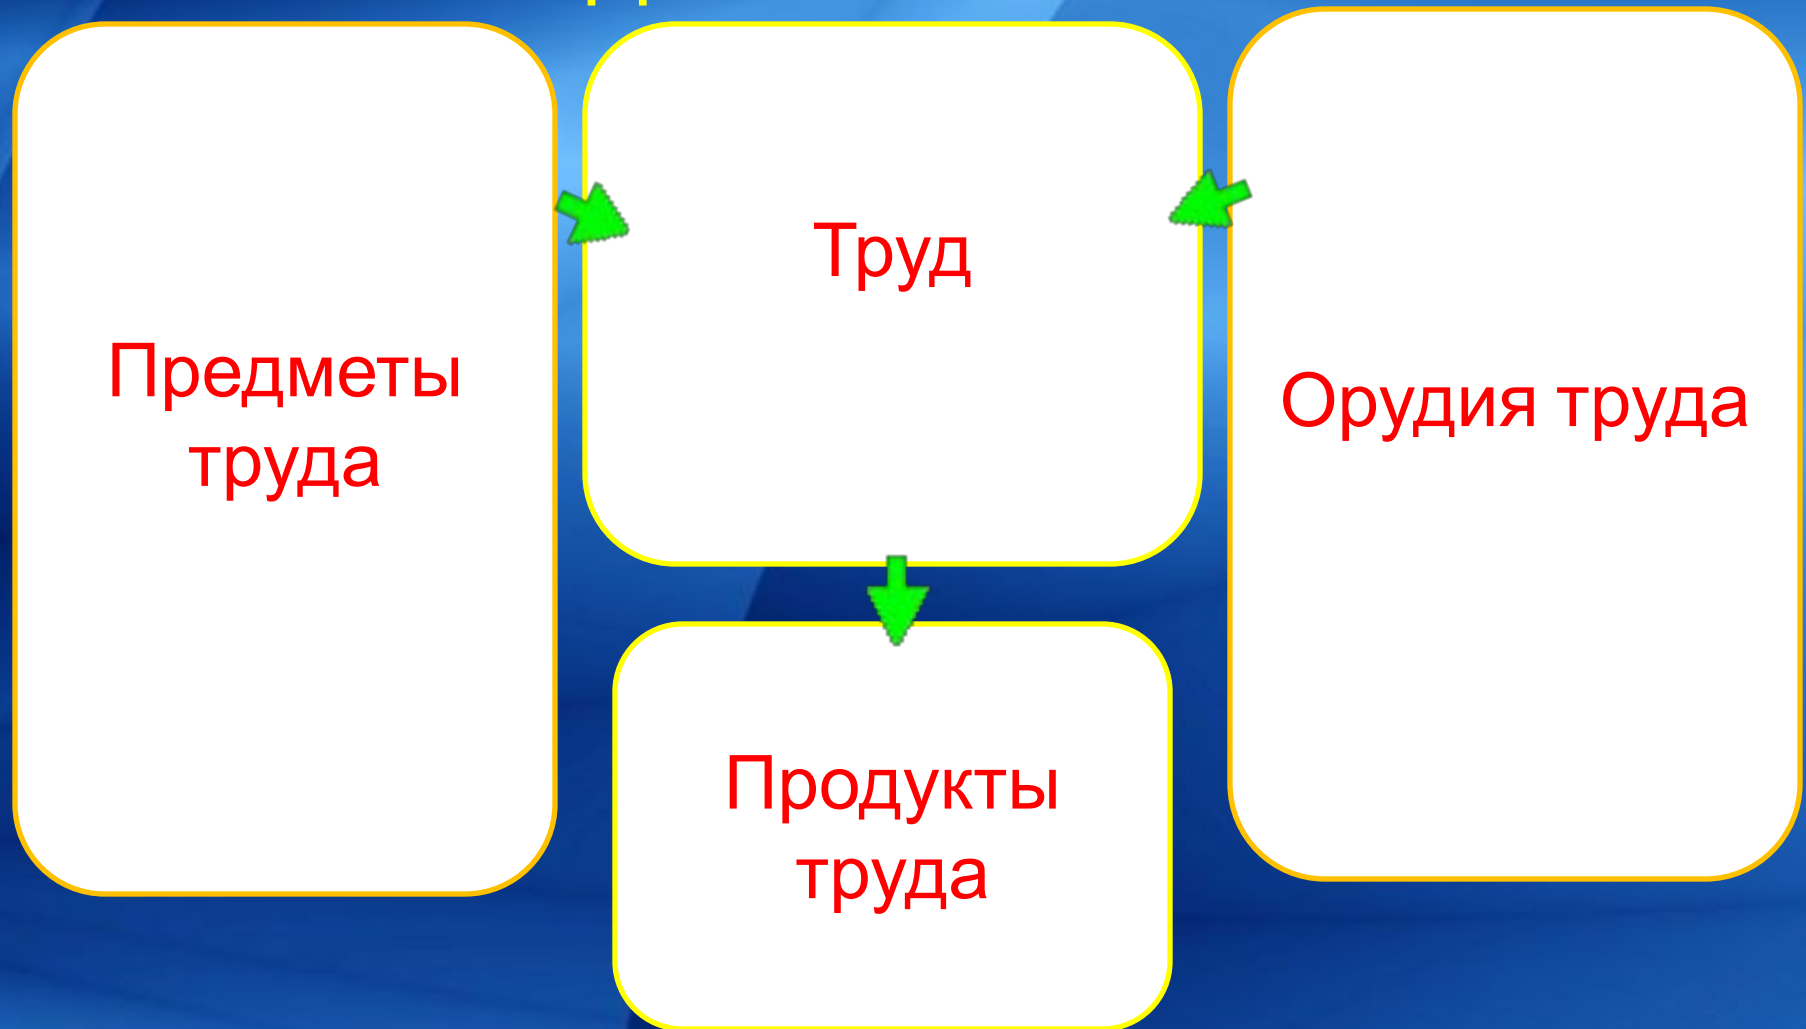 Предметы
труда
Труд
Орудия труда
Продукты
труда